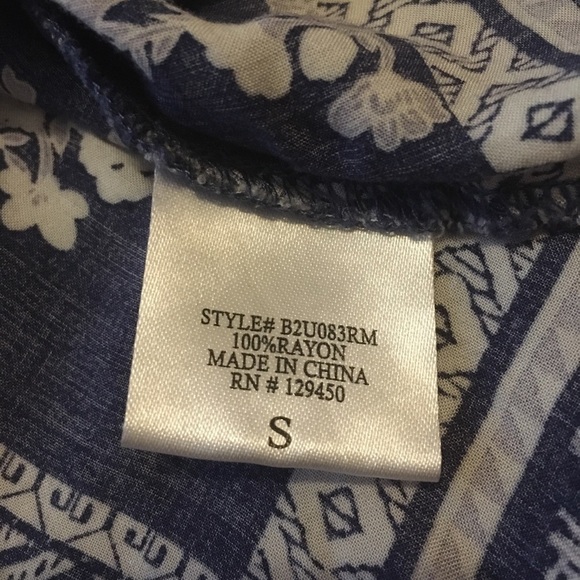 STYLE# B2U083RM
100%RAYON
MADE IN CHINA
RN # 129450
S